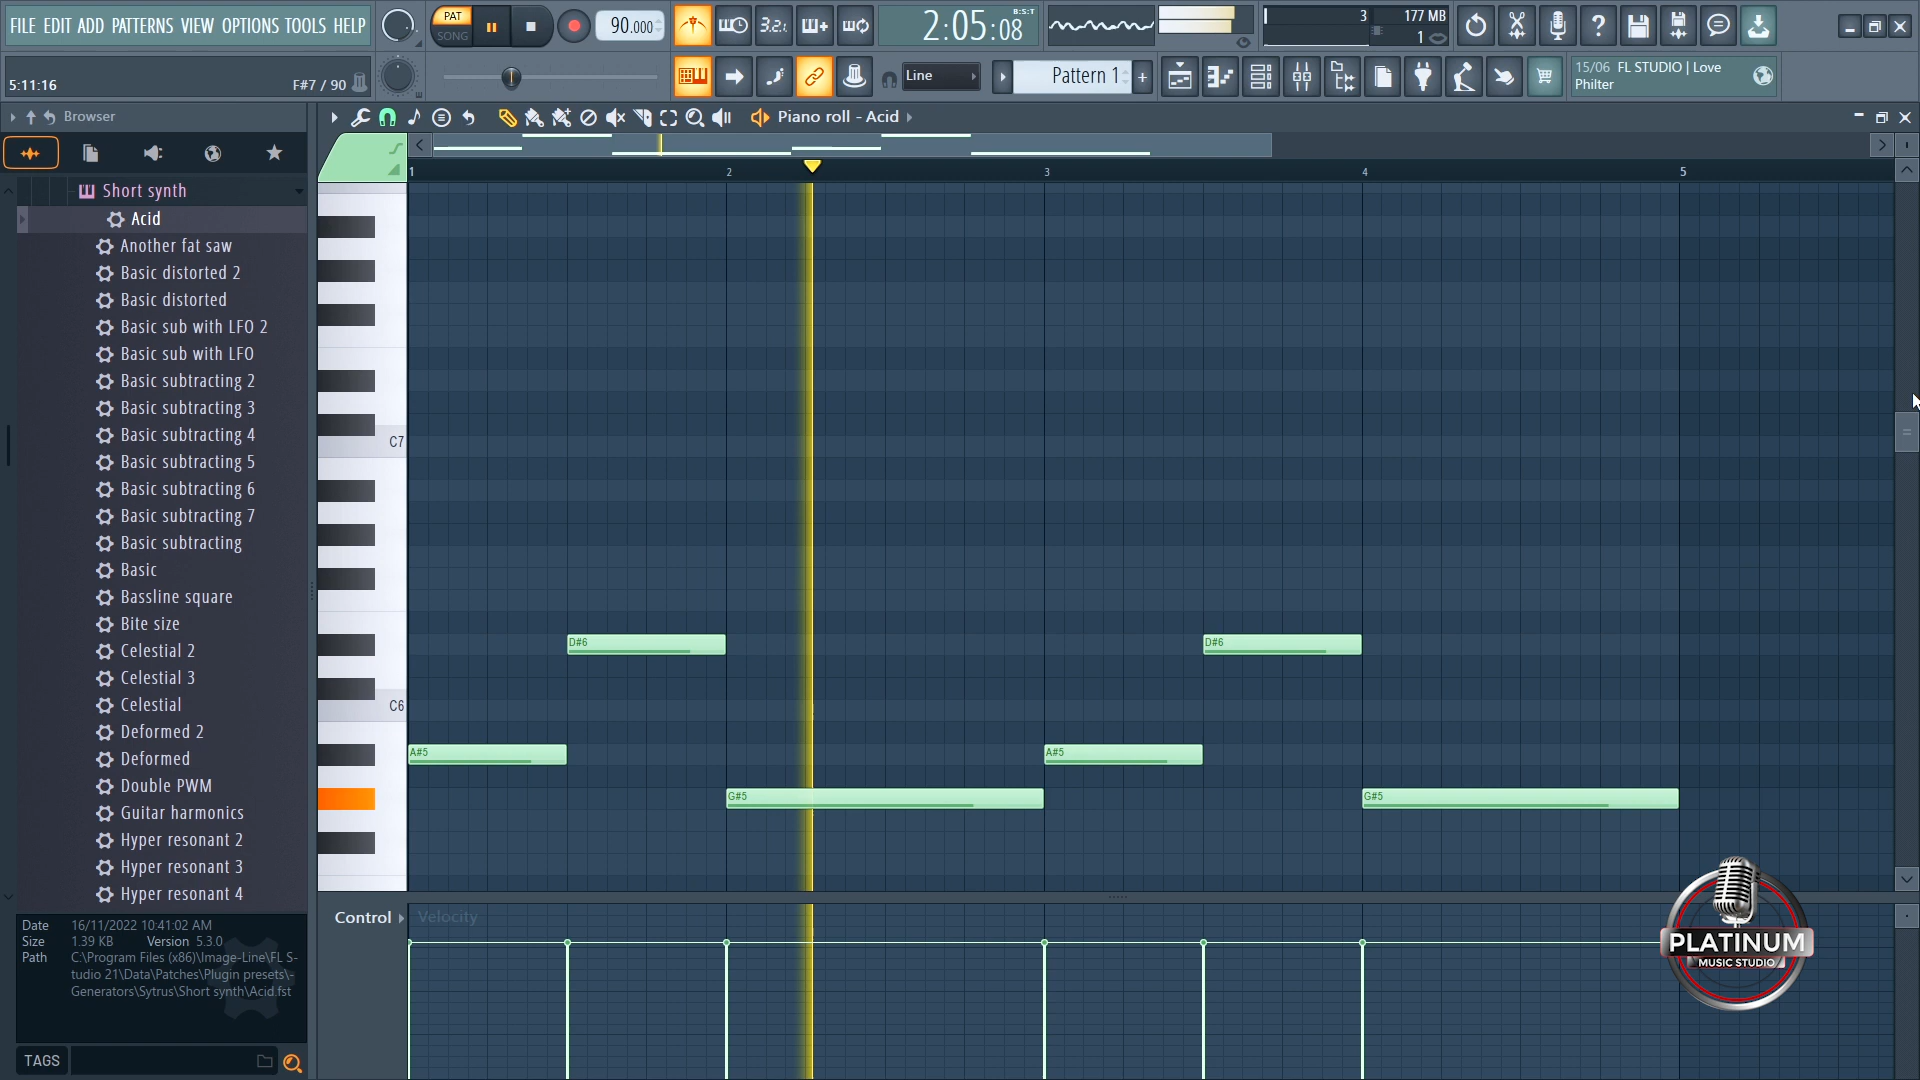 FILE EDIT ADD PATTERNS VIEW OPTIONS TOOLS HELP
PAT
SONG
90.000
3.2.
2:05:08
B:S:T
3
177 MB
1
5:11:16
F#7 / 90
Line
Pattern 1
+
15/06 FL STUDIO | Love
Philter
Browser
Piano roll - Acid
Short synth
Acid
Another fat saw
Basic distorted 2
Basic distorted
Basic sub with LFO 2
Basic sub with LFO
Basic subtracting 2
Basic subtracting 3
Basic subtracting 4
Basic subtracting 5
Basic subtracting 6
Basic subtracting 7
Basic subtracting
Basic
Bassline square
Bite size
Celestial 2
Celestial 3
Celestial
Deformed 2
Deformed
Double PWM
Guitar harmonics
Hyper resonant 2
Hyper resonant 3
Hyper resonant 4
Date 16/11/2022 10:41:02 AM
Size 1.39 KB Version 5.3.0
Path C:\Program Files (x86)\Image-Line\FL S-
tudio 21\Data\Patches\Plugin presets\-
Generators\Sytrus\Short synth\Acid.fst
TAGS
1 2 3 4 5
C7
D#6
D#6
C6
A#5
A#5
G#5
G#5
Control
Velocity
PLATINUM
MUSIC STUDIO